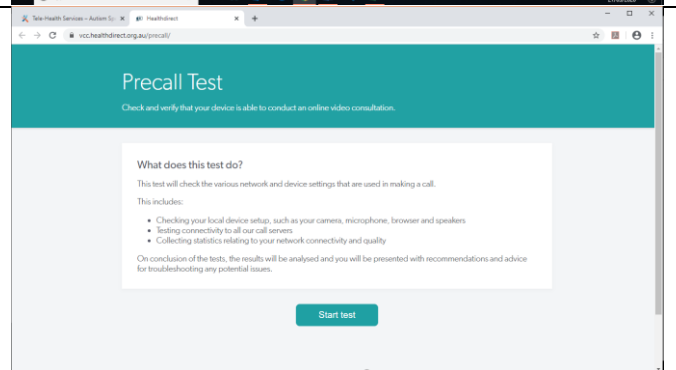 Tele-Health Services – Autism Sp
Healthdirect
vcc.healthdirect.org.au/precall/
Precall Test
Check and verify that your device is able to conduct an online video consultation.
What does this test do?
This test will check the various network and device settings that are used in making a call.
This includes:
• Checking your local device setup, such as your camera, microphone, browser and speakers
• Testing connectivity to all our call servers
• Collecting statistics relating to your network connectivity and quality
On conclusion of the tests, the results will be analysed and you will be presented with recommendations and advice
for troubleshooting any potential issues.
Start test